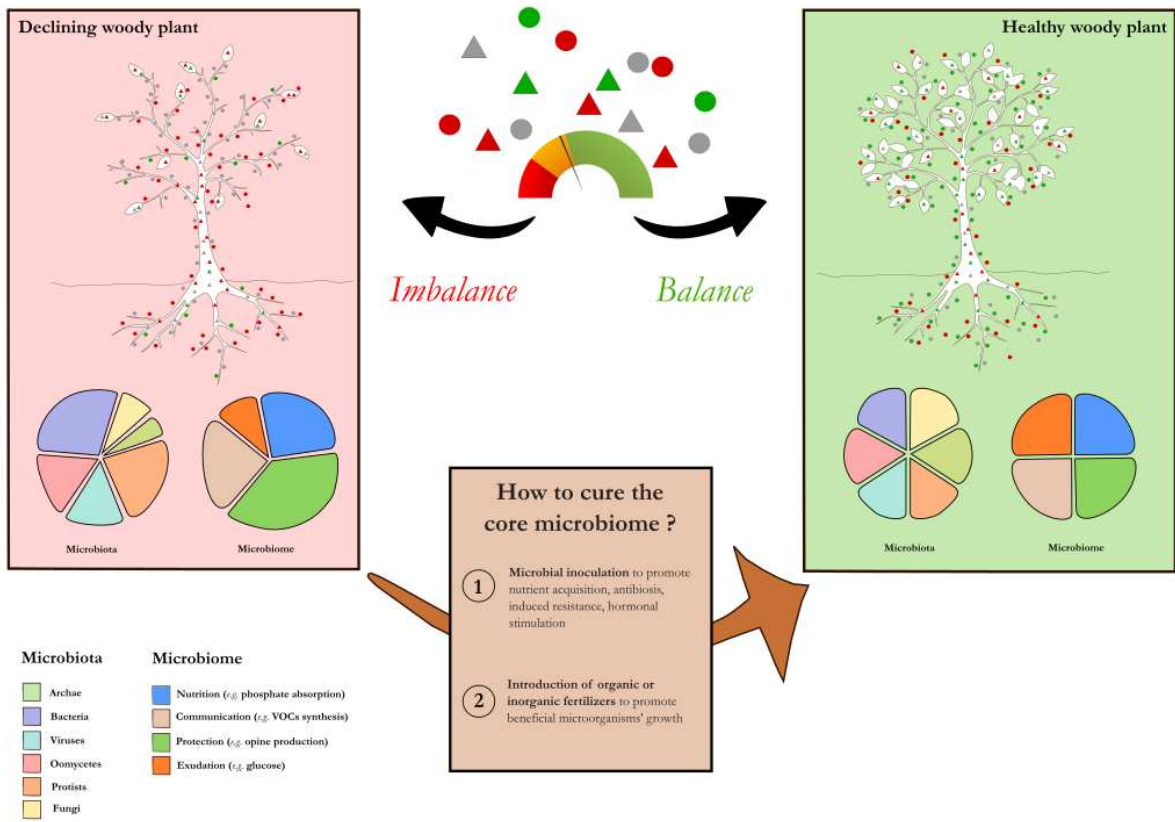 Declining woody plant
Healthy woody plant
Imbalance
Balance
Microbiota
Microbiome
Microbiota
Microbiome
How to cure the
core microbiome ?
1
Microbial inoculation to promote
nutrient acquisition, antibiosis,
induced resistance, hormonal
stimulation
2
Introduction of organic or
inorganic fertilizers to promote
beneficial microorganisms' growth
Microbiota
Archae
Bacteria
Viruses
Oomycetes
Protists
Fungi
Microbiome
Nutrition (e.g. phosphate absorption)
Communication (e.g. VOCs synthesis)
Protection (e.g. opine production)
Exudation (e.g. glucose)